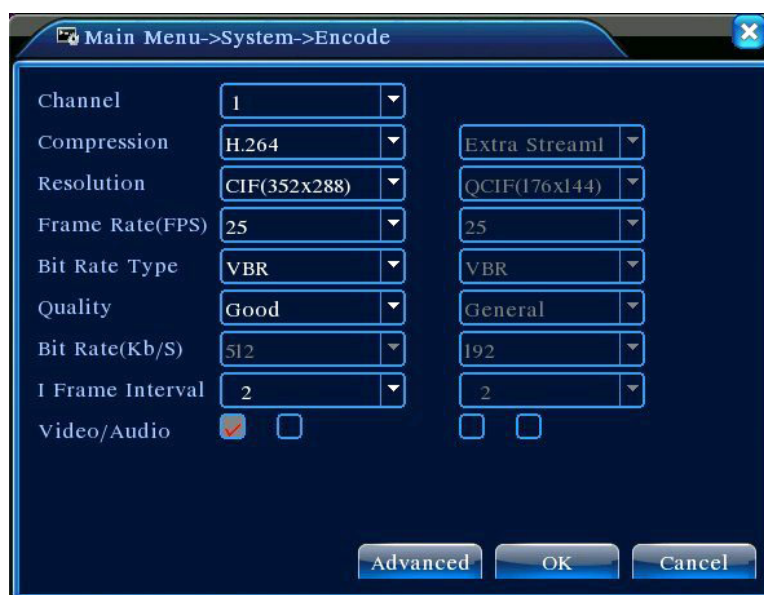 Main Menu->System->Encode
Channel 1
Compression H.264 Extra Stream1
Resolution CIF(352x288) QCIF(176x144)
Frame Rate(FPS) 25 25
Bit Rate Type VBR VBR
Quality Good General
Bit Rate(Kb/S) 512 192
I Frame Interval 2 2
Video/Audio
Advanced OK Cancel